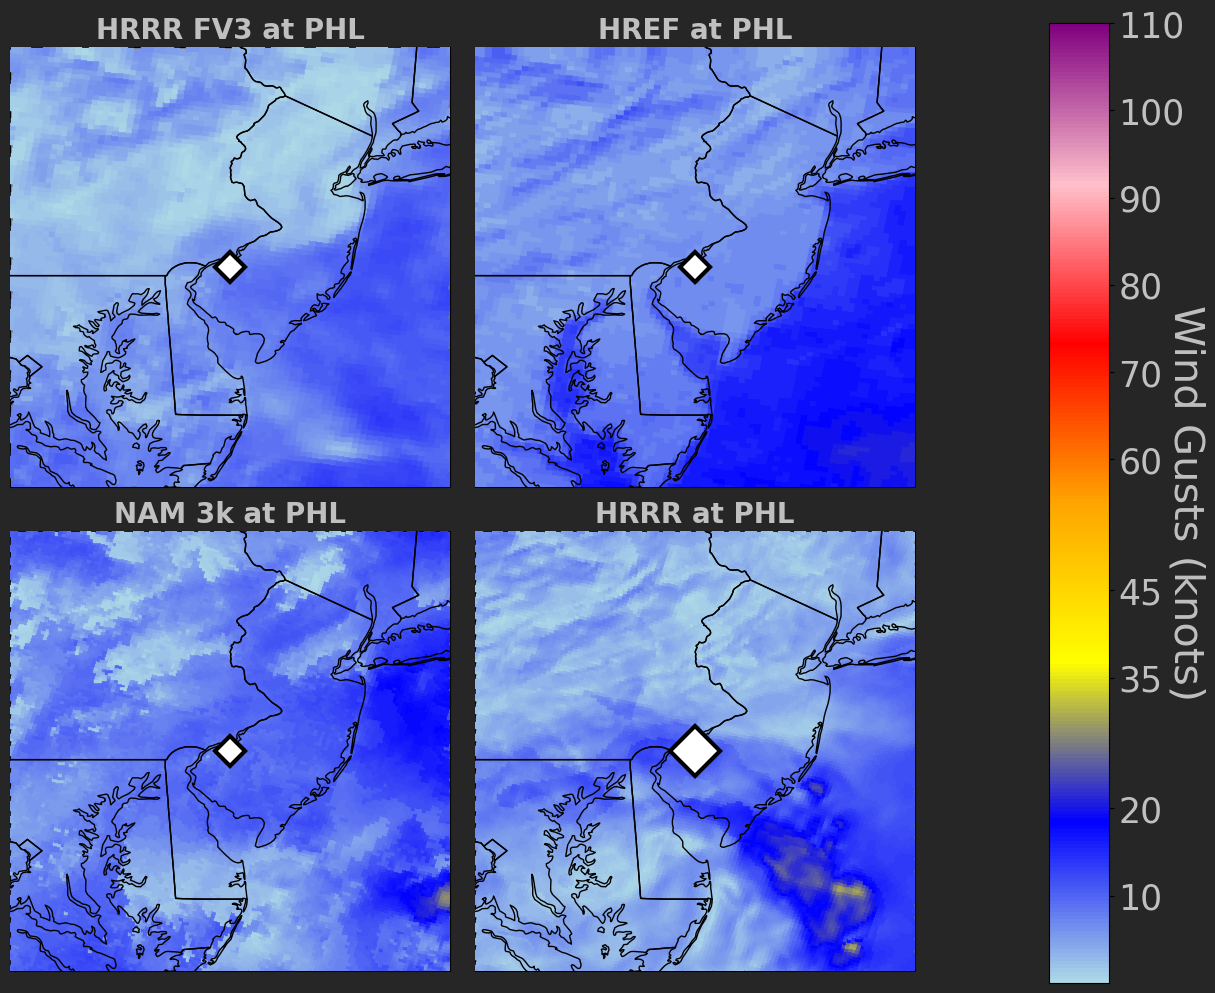 HRRR FV3 at PHL
HREF at PHL
NAM 3k at PHL
HRRR at PHL
110
100
90
80
70
60
45
35
20
10
Wind Gusts (knots)